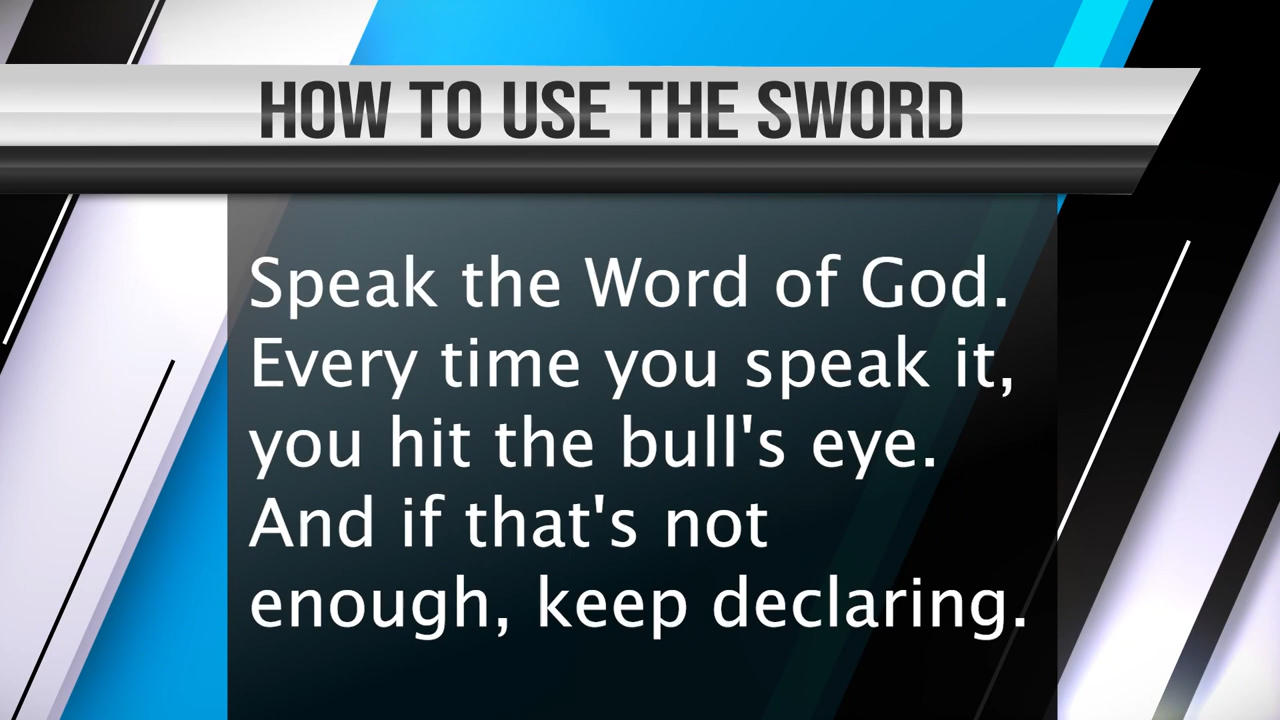 HOW TO USE THE SWORD
Speak the Word of God.
Every time you speak it,
you hit the bull's eye.
And if that's not
enough, keep declaring.